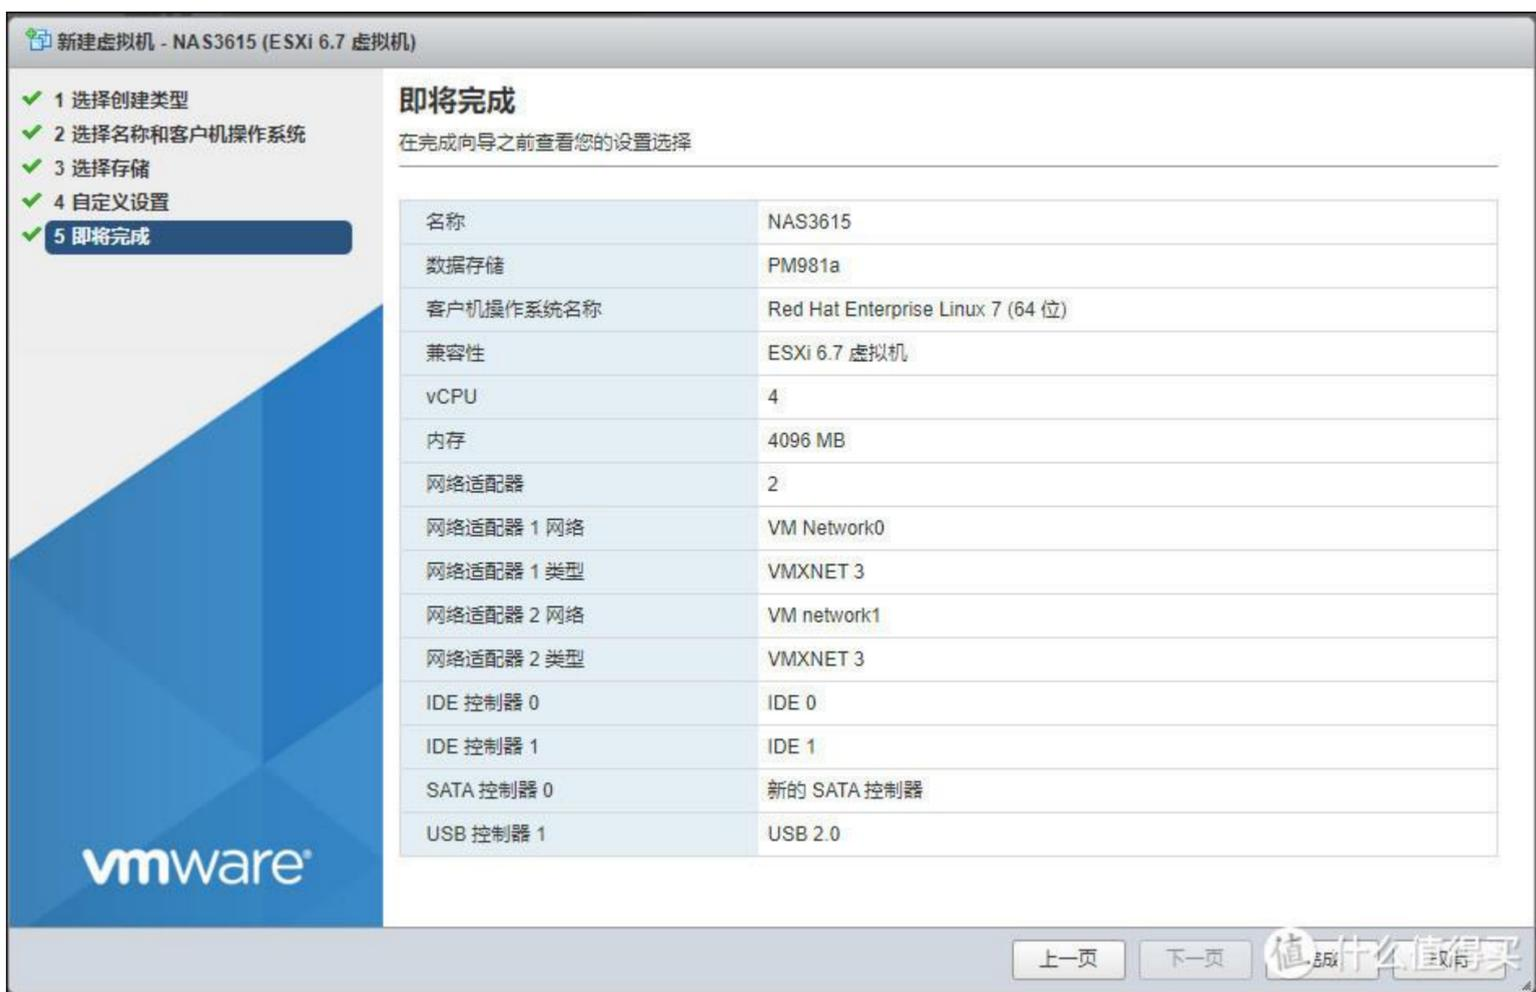 新建虚拟机 - NAS3615 (ESXi 6.7 虚拟机)
1 选择创建类型
2 选择名称和客户机操作系统
3 选择存储
4 自定义设置
5 即将完成
vmware
即将完成
在完成向导之前查看您的设置选择
名称 NAS3615
数据存储 PM981a
客户机操作系统名称 Red Hat Enterprise Linux 7 (64 位)
兼容性 ESXi 6.7 虚拟机
vCPU 4
内存 4096 MB
网络适配器 2
网络适配器 1 网络 VM Network0
网络适配器 1 类型 VMXNET 3
网络适配器 2 网络 VM network1
网络适配器 2 类型 VMXNET 3
IDE 控制器 0 IDE 0
IDE 控制器 1 IDE 1
SATA 控制器 0 新的 SATA 控制器
USB 控制器 1 USB 2.0
上一页 下一页
值 什么值得买